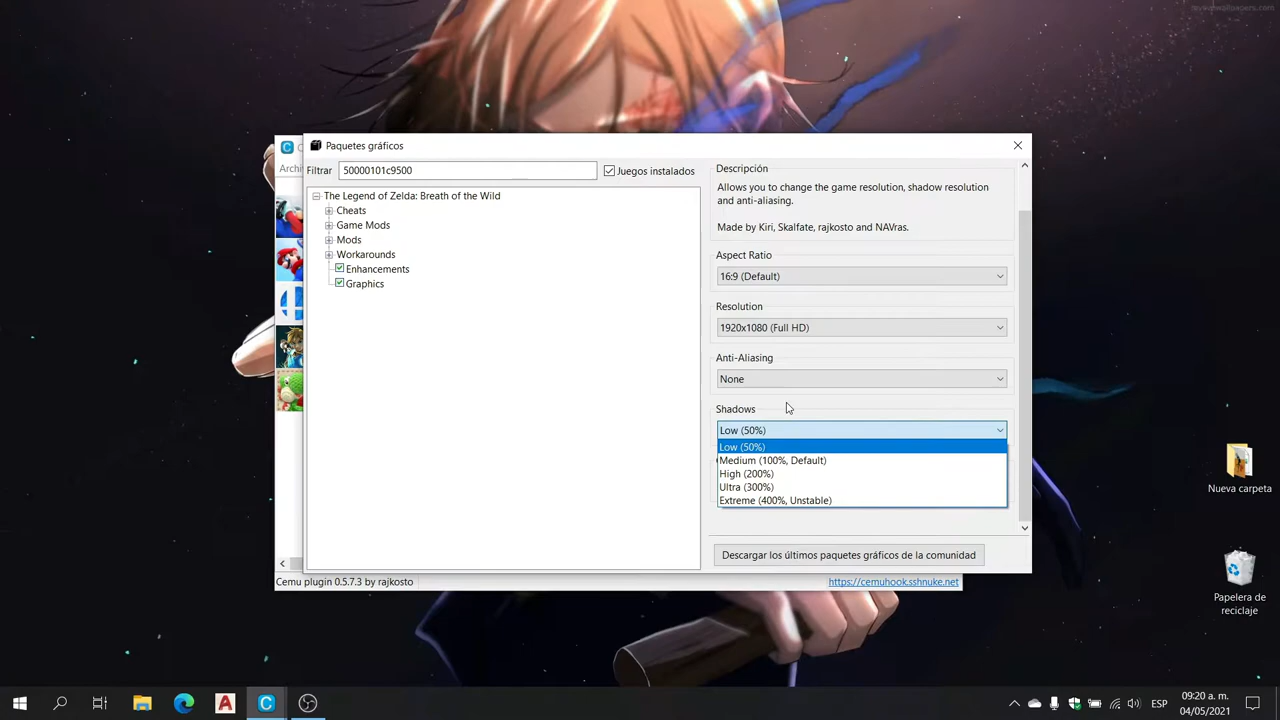 Paquetes gráficos
Filtrar
50000101c9500
Juegos instalados
The Legend of Zelda: Breath of the Wild
Cheats
Game Mods
Mods
Workarounds
Enhancements
Graphics
Descripción
Allows you to change the game resolution, shadow resolution
and anti-aliasing.
Made by Kiri, Skalfate, rajkosto and NAVras.
Aspect Ratio
16:9 (Default)
Resolution
1920x1080 (Full HD)
Anti-Aliasing
None
Shadows
Low (50%)
Low (50%)
Medium (100%, Default)
High (200%)
Ultra (300%)
Extreme (400%, Unstable)
Descargar los últimos paquetes gráficos de la comunidad
Archi
Cemu plugin 0.5.7.3 by rajkosto
https://cemuhook.sshnuke.net
Nueva carpeta
Papelera de
reciclaje
ESP
09:20 a. m.
04/05/2021